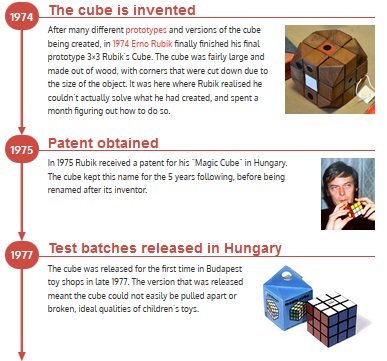 1974
The cube is invented
After many different prototypes and versions of the cube
being created, in 1974 Erno Rubik finally finished his final
prototype 3×3 Rubik's Cube. The cube was fairly large and
made out of wood, with corners that were cut down due to
the size of the object. It was here where Rubik realised he
couldn't actually solve what he had created, and spent a
month figuring out how to do so.
1975
Patent obtained
In 1975 Rubik received a patent for his "Magic Cube" in Hungary.
The cube kept this name for the 5 years following, before being
renamed after its inventor.
1977
Test batches released in Hungary
The cube was released for the first time in Budapest
toy shops in late 1977. The version that was released
meant the cube could not easily be pulled apart or
broken, ideal qualities of children's toys.